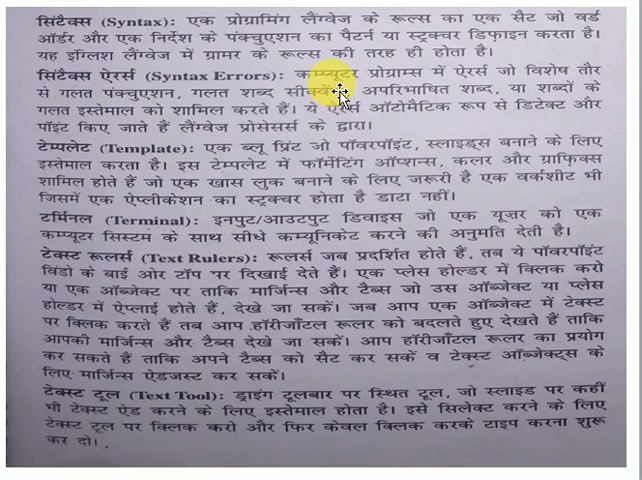 सिंटैक्स (Syntax): एक प्रोग्रामिंग लैंग्वेज के रूल्स का एक सैट जो वर्ड
ऑर्डर और एक निर्देश के पंक्चुएशन का पैटर्न या स्ट्रक्चर डिफ़ाइन करता है।
यह इंग्लिश लैंग्वेज में ग्रामर के रूल्स की तरह ही होता है।
सिंटैक्स ऐरर्स (Syntax Errors): कम्प्यूटर प्रोग्राम्स में ऐरर्स जो विशेष तौर
से गलत पंक्चुएशन, गलत शब्द अपरिभाषित शब्द, या शब्दों के
गलत इस्तेमाल को शामिल करते हैं। ये ऐरर्स ऑटोमैटिक रूप से डिटेक्ट और
पॉइंट किए जाते हैं लैंग्वेज प्रोसेसर्स के द्वारा।
टेम्पलेट (Template): एक ब्लू प्रिंट जो पॉवरपॉइंट, स्लाइड्स बनाने के लिए
इस्तेमाल करता है। इस टेम्पलेट में फॉर्मेटिंग ऑप्शन्स, कलर और ग्राफ़िक्स
शामिल होते हैं जो एक खास लुक बनाने के लिए जरूरी है एक वर्कशीट भी
जिसमें एक ऐप्लीकेशन का स्ट्रक्चर होता है डाटा नहीं।
टर्मिनल (Terminal): इनपुट/आउटपुट डिवाइस जो एक यूज़र को एक
कम्प्यूटर सिस्टम के साथ सीधे कम्यूनिकेट करने की अनुमति देती है।
टेक्स्ट रूलर्स (Text Rulers): रूलर्स जब प्रदर्शित होते हैं, तब ये पॉवरपॉइंट
विंडो के बाईं ओर टॉप पर दिखाई देते हैं। एक प्लेस होल्डर में क्लिक करो
या एक ऑब्जेक्ट पर ताकि मार्जिन्स और टैब्स जो उस ऑब्जेक्ट या प्लेस
होल्डर में ऐप्लाई होते हैं, देखे जा सकें। जब आप एक ऑब्जेक्ट में टेक्स्ट
पर क्लिक करते हैं तब आप हॉरीजॉंटल रूलर को बदलते हुए देखते हैं ताकि
आपकी मार्जिन्स और टैब्स देखे जा सकें। आप हॉरीजॉंटल रूलर का प्रयोग
कर सकते हैं ताकि अपने टैब्स को सैट कर सकें व टेक्स्ट ऑब्जेक्ट्स के
लिए मार्जिन्स ऐडजस्ट कर सकें।
टेक्स्ट टूल (Text Tool): ड्राइंग टूलबार पर स्थित टूल, जो स्लाइड पर कहीं
भी टेक्स्ट ऐड करने के लिए इस्तेमाल होता है। इसे सिलेक्ट करने के लिए
टेक्स्ट टूल पर क्लिक करो और फिर केवल क्लिक करके टाइप करना शुरू
कर दो।